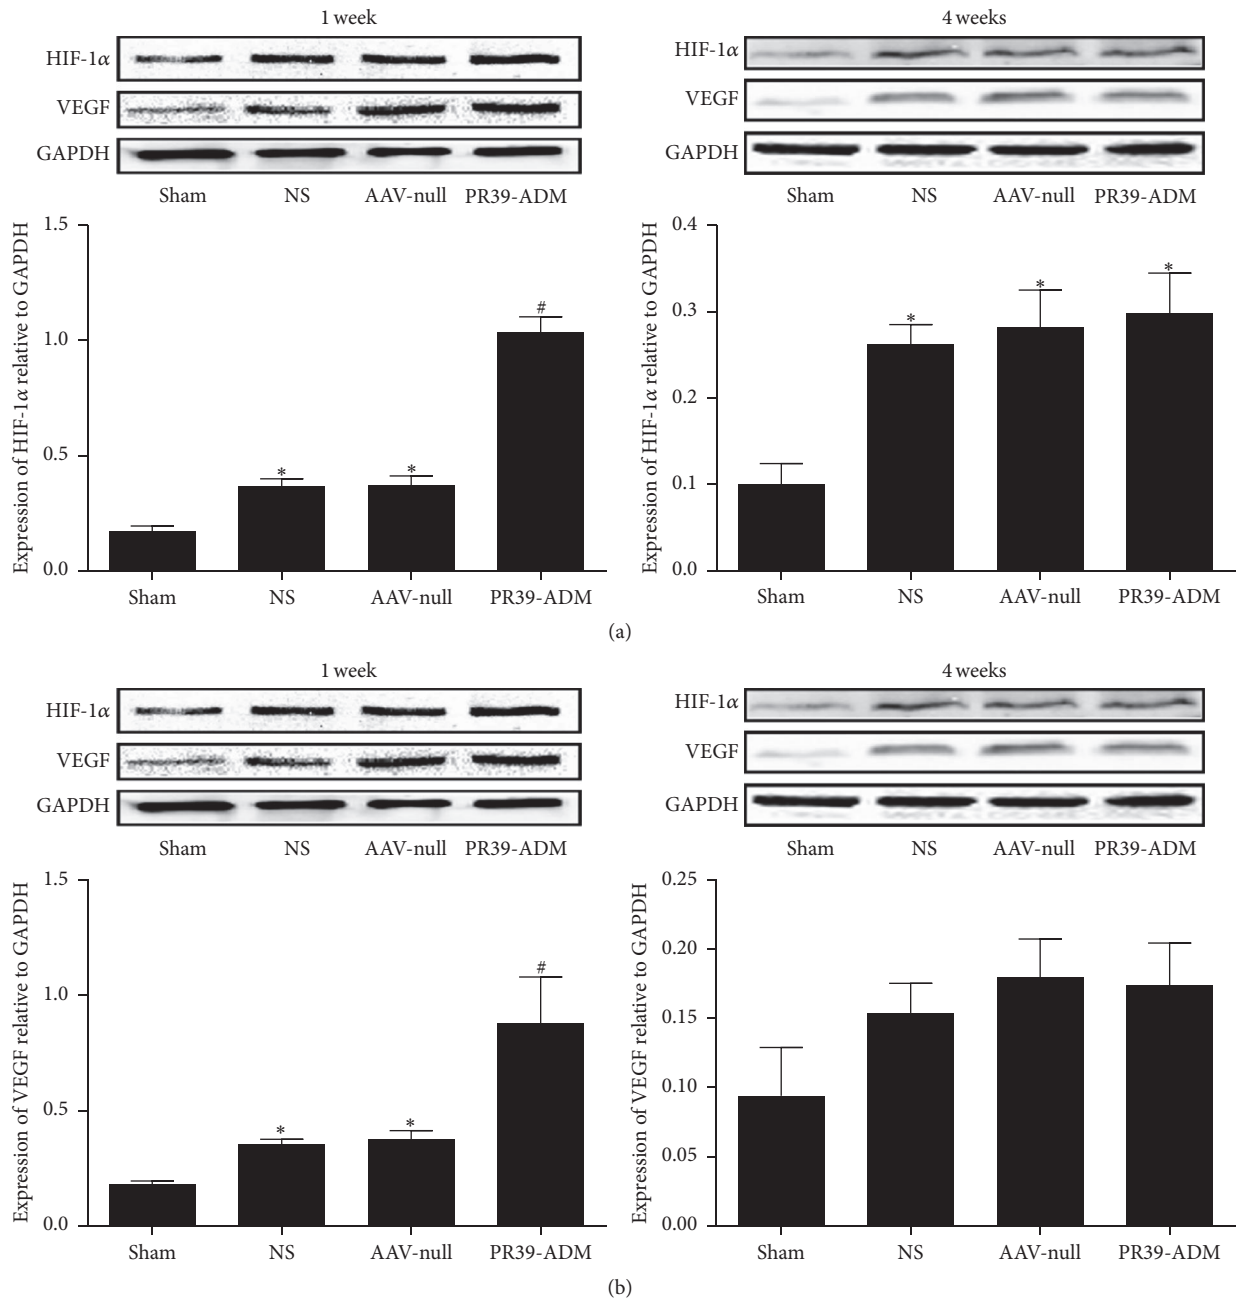 1 week
HIF-1α
VEGF
GAPDH
Sham NS AAV-null PR39-ADM
Expression of HIF-1α relative to GAPDH
1.5
1.0
0.5
0.0
#
* *
Sham NS AAV-null PR39-ADM
4 weeks
HIF-1α
VEGF
GAPDH
Sham NS AAV-null PR39-ADM
Expression of HIF-1α relative to GAPDH
0.4
0.3
0.2
0.1
0.0
* * *
Sham NS AAV-null PR39-ADM
(a)
1 week
HIF-1α
VEGF
GAPDH
Sham NS AAV-null PR39-ADM
Expression of VEGF relative to GAPDH
1.5
1.0
0.5
0.0
#
* *
Sham NS AAV-null PR39-ADM
4 weeks
HIF-1α
VEGF
GAPDH
Sham NS AAV-null PR39-ADM
Expression of VEGF relative to GAPDH
0.25
0.20
0.15
0.10
0.05
0.00
Sham NS AAV-null PR39-ADM
(b)